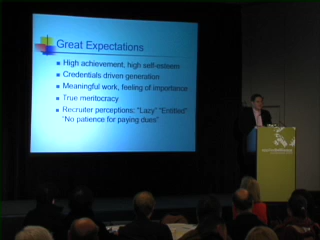 Great Expectations
High achievement, high self-esteem
Credentials driven generation
Meaningful work, feeling of importance
True meritocracy
Recruiter perceptions: "Lazy" "Entitled"
"No patience for paying dues"